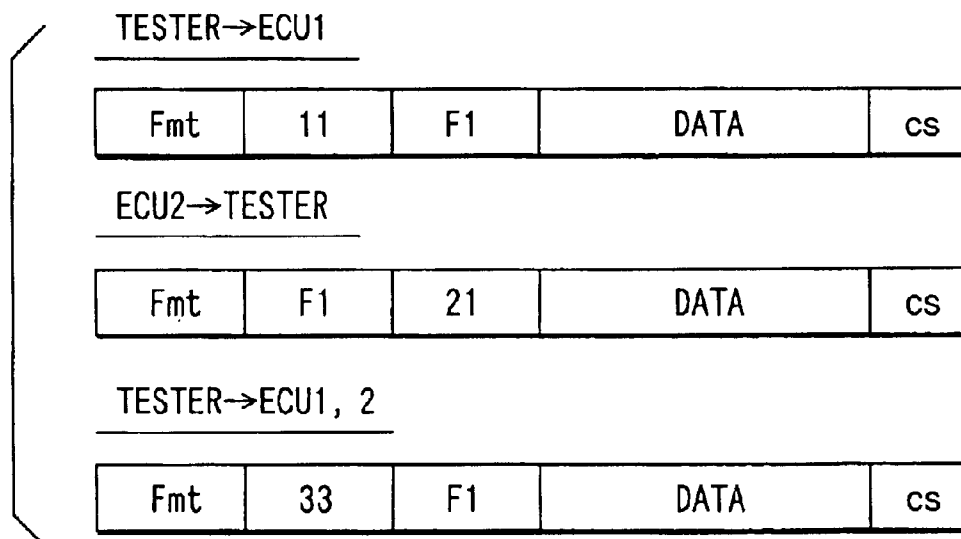 TESTER→ECU1
Fmt 11 F1 DATA CS
ECU2→TESTER
Fmt F1 21 DATA CS
TESTER→ECU1, 2
Fmt 33 F1 DATA CS